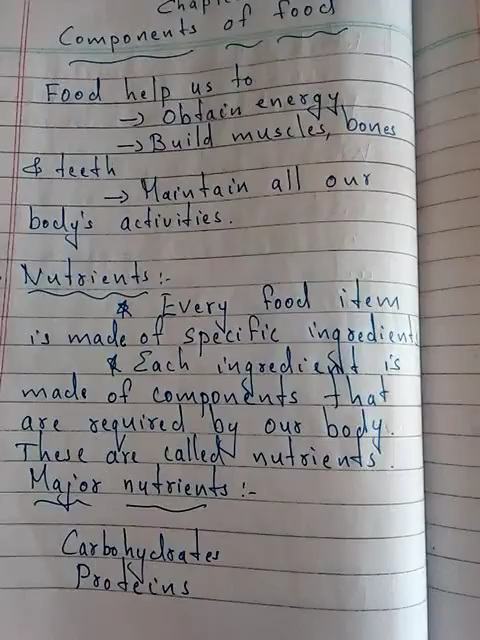 Components of food
Food help us to
→ Obtain energy
→ Build muscles, bones
& teeth
→ Maintain all our
body's activities.
Nutrients :-
* Every food item
is made of specific ingredients
* Each ingredient is
made of components that
are required by our body.
These are called nutrients.
Major nutrients :-
Carbohydrates
Proteins